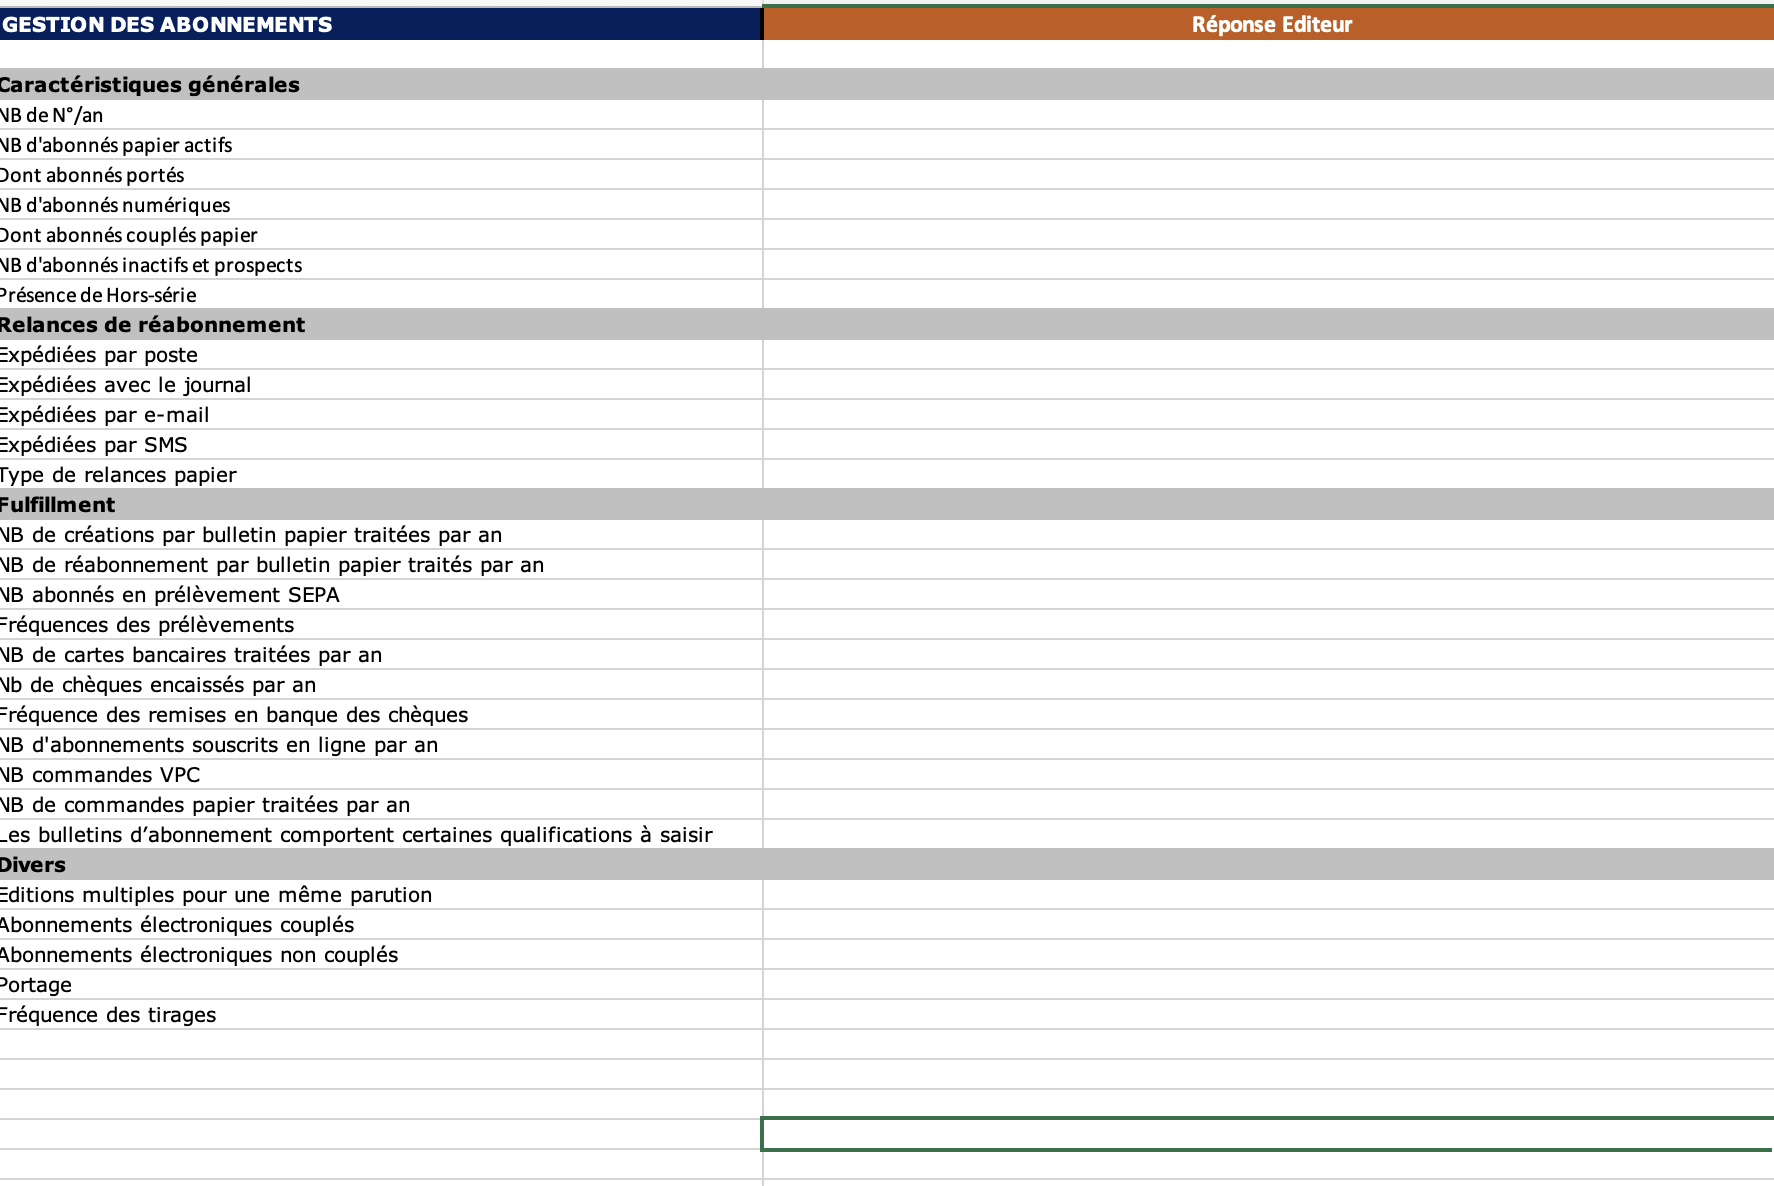 GESTION DES ABONNEMENTS
Réponse Editeur
Caractéristiques générales
NB de N°/an
NB d'abonnés papier actifs
Dont abonnés portés
NB d'abonnés numériques
Dont abonnés couplés papier
NB d'abonnés inactifs et prospects
Présence de Hors-série
Relances de réabonnement
Expédiées par poste
Expédiées avec le journal
Expédiées par e-mail
Expédiées par SMS
Type de relances papier
Fulfillment
NB de créations par bulletin papier traitées par an
NB de réabonnement par bulletin papier traités par an
NB abonnés en prélèvement SEPA
Fréquences des prélèvements
NB de cartes bancaires traitées par an
Nb de chèques encaissés par an
Fréquence des remises en banque des chèques
NB d'abonnements souscrits en ligne par an
NB commandes VPC
NB de commandes papier traitées par an
Les bulletins d’abonnement comportent certaines qualifications à saisir
Divers
Editions multiples pour une même parution
Abonnements électroniques couplés
Abonnements électroniques non couplés
Portage
Fréquence des tirages